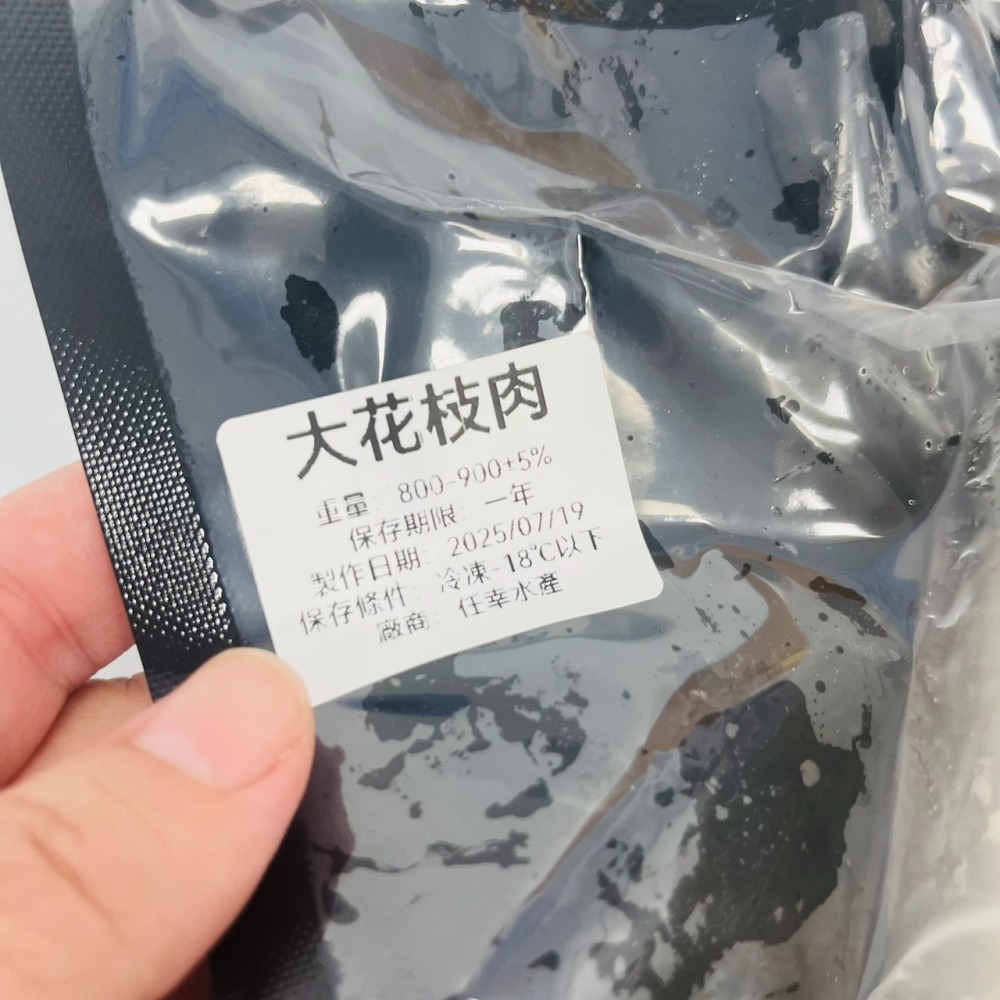 大花枝肉
重量: 800-900±5%
保存期限: 一年
製作日期: 2025/07/19
保存條件: 冷凍-18℃以下
廠商: 任幸水產